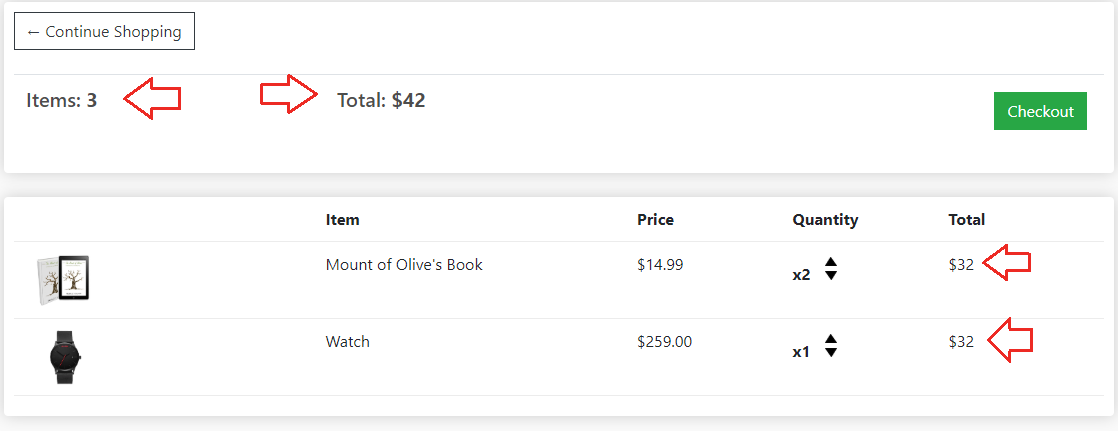 ← Continue Shopping
Items: 3 Total: $42
Checkout
Item Price Quantity Total
Mount of Olive's Book $14.99 x2 $32
Watch $259.00 x1 $32